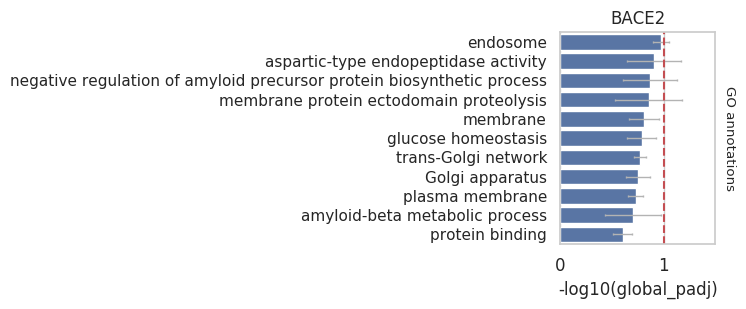 BACE2
endosome
aspartic-type endopeptidase activity
negative regulation of amyloid precursor protein biosynthetic process
membrane protein ectodomain proteolysis
membrane
glucose homeostasis
trans-Golgi network
Golgi apparatus
plasma membrane
amyloid-beta metabolic process
protein binding
GO annotations
0 1
-log10(global_padj)